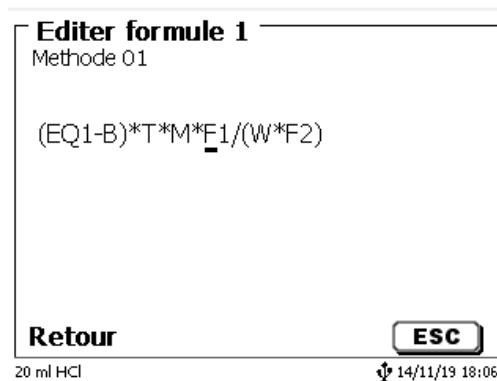 Editer formule 1
Methode 01
(EQ1-B)*T*M*F1/(W*F2)
Retour
ESC
20 ml HCl
14/11/19 18:06